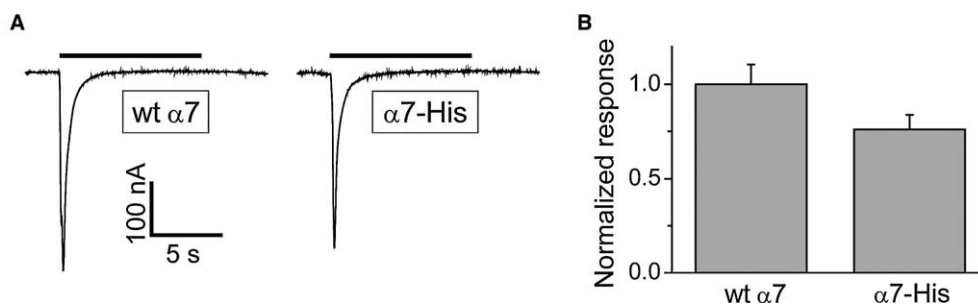 A
wt α7
α7-His
100 nA
5 s
B
Normalized response
1.0
0.5
0.0
wt α7
α7-His